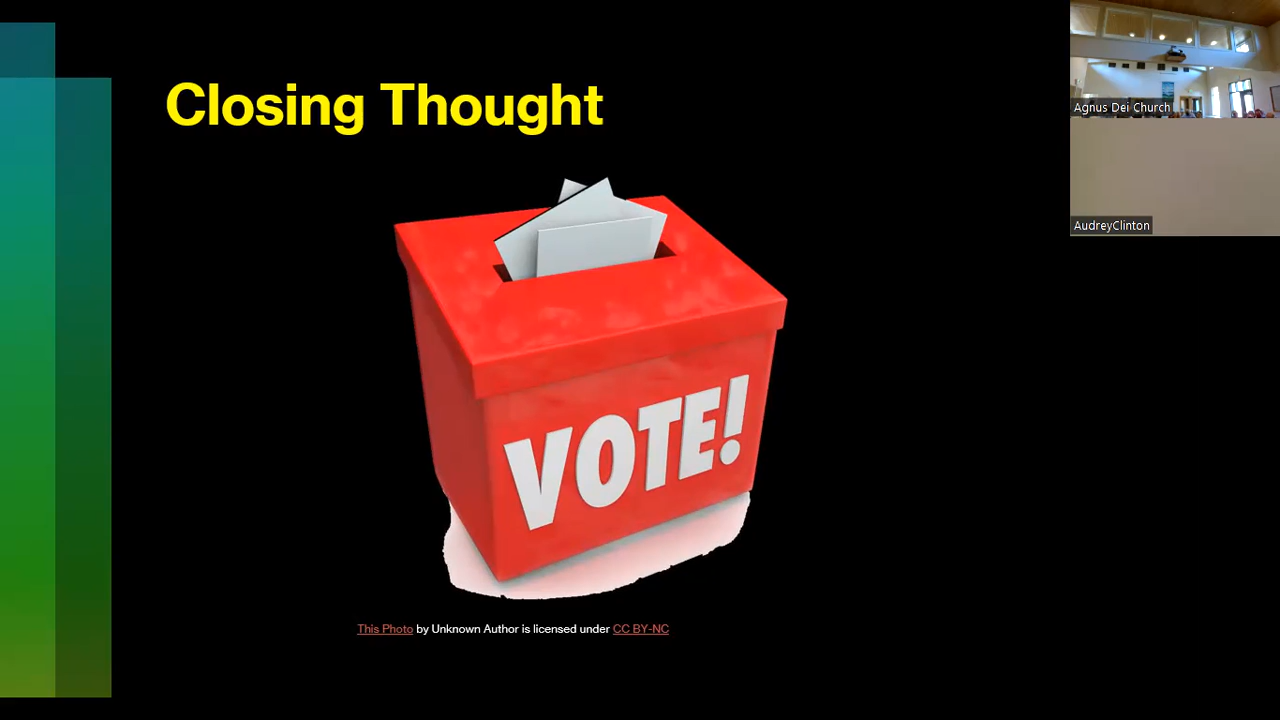 Closing Thought
Agnus Dei Church
AudreyClinton
VOTE!
This Photo by Unknown Author is licensed under CC BY-NC